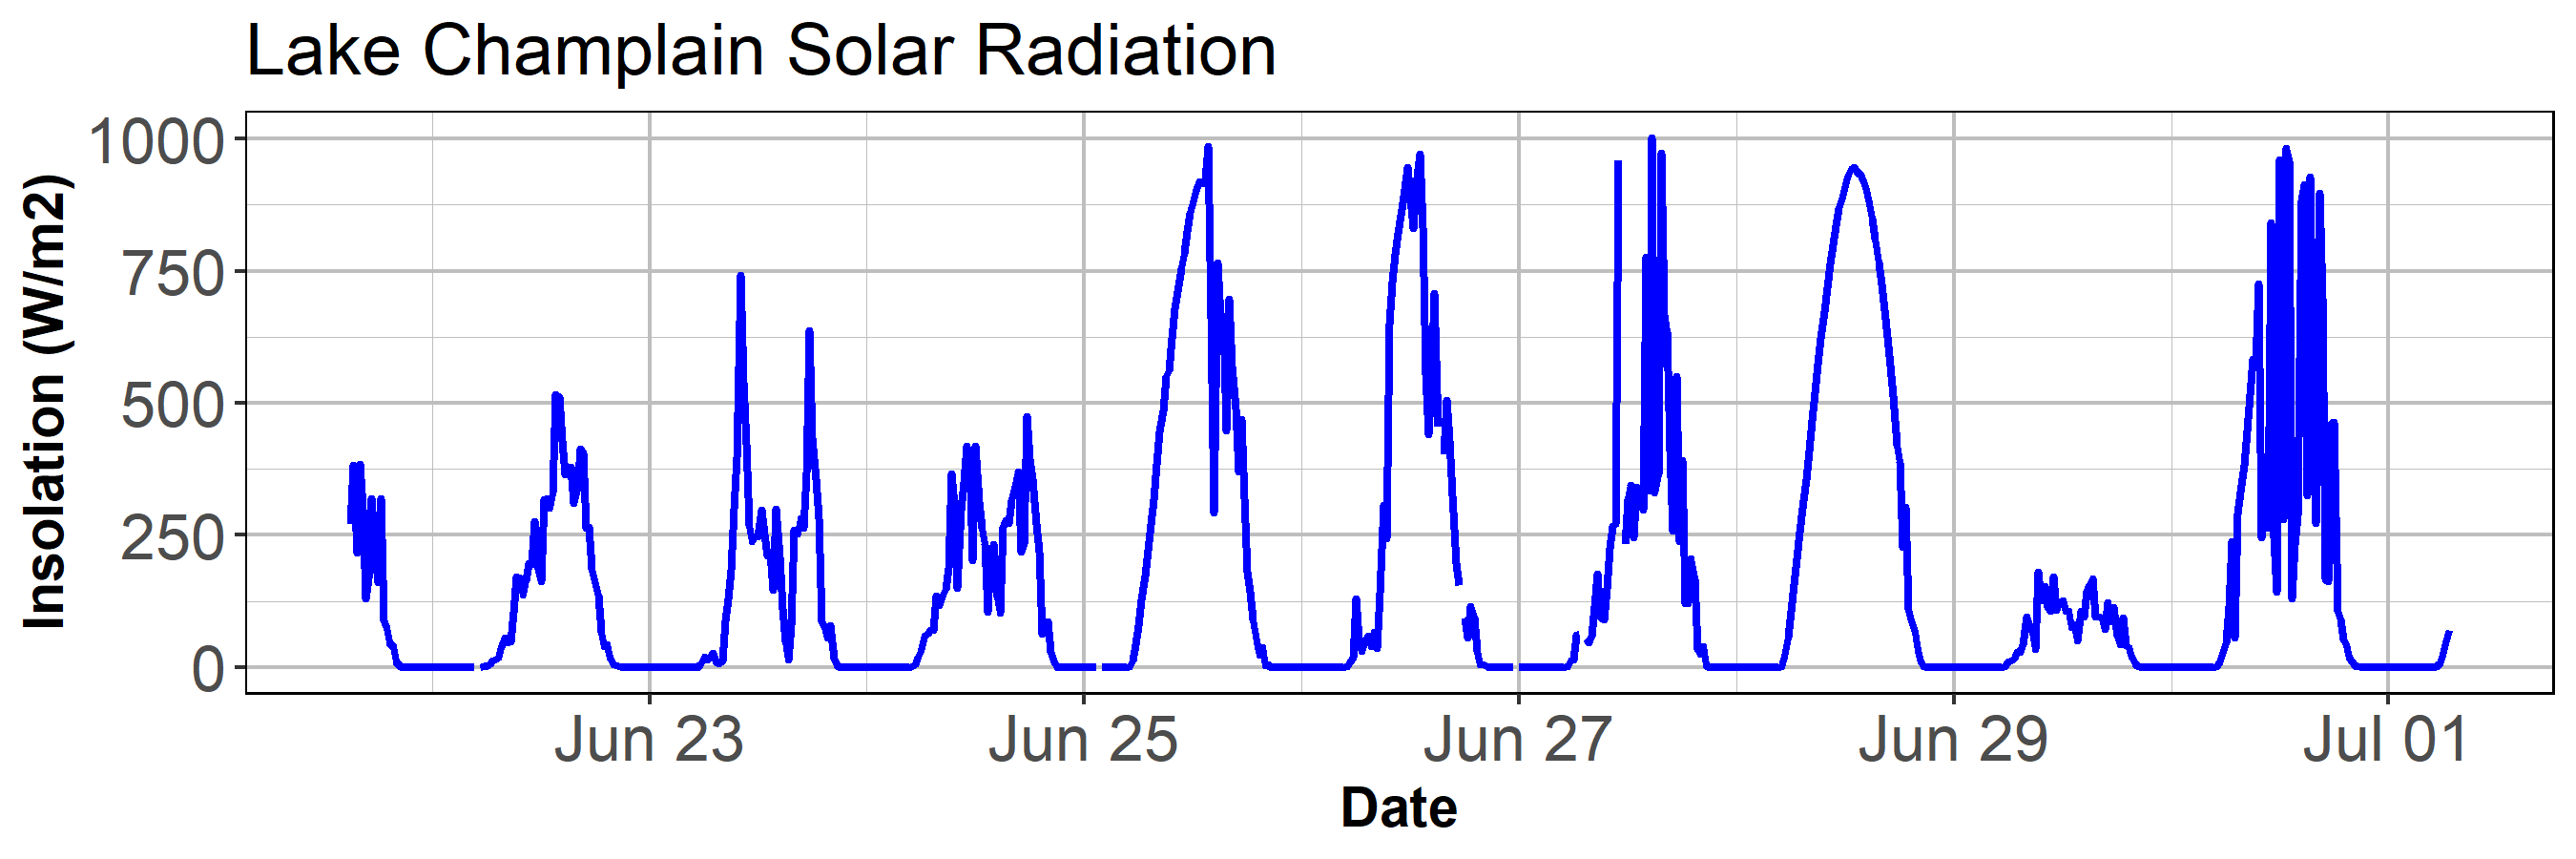 Lake Champlain Solar Radiation
1000
750
500
250
0
Insolation (W/m2)
Jun 23
Jun 25
Jun 27
Jun 29
Jul 01
Date